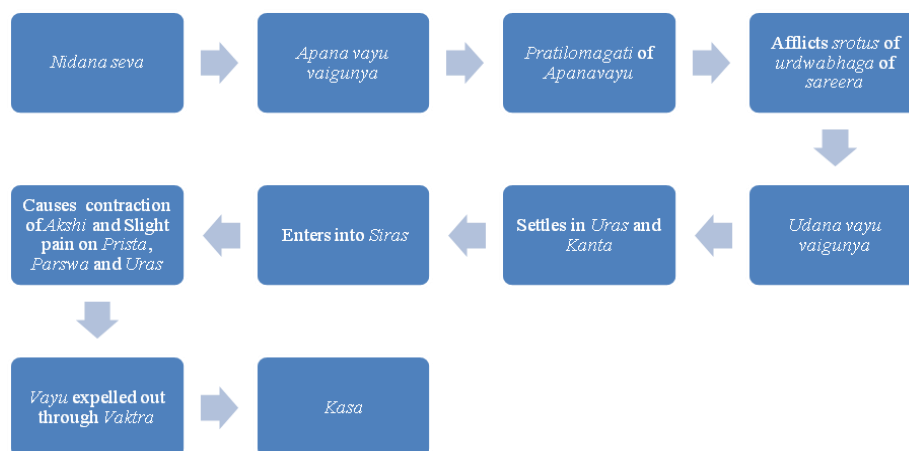 Nidana seva
Apana vayu
vaigunya
Pratilomagati of
Apanavayu
Afflicts srotus of
urdwabhaga of
sareera
Udana vayu
vaigunya
Settles in Uras and
Kanta
Enters into Siras
Causes contraction
of Akshi and Slight
pain on Prista,
Parswa and Uras
Vayu expelled out
through Vaktra
Kasa